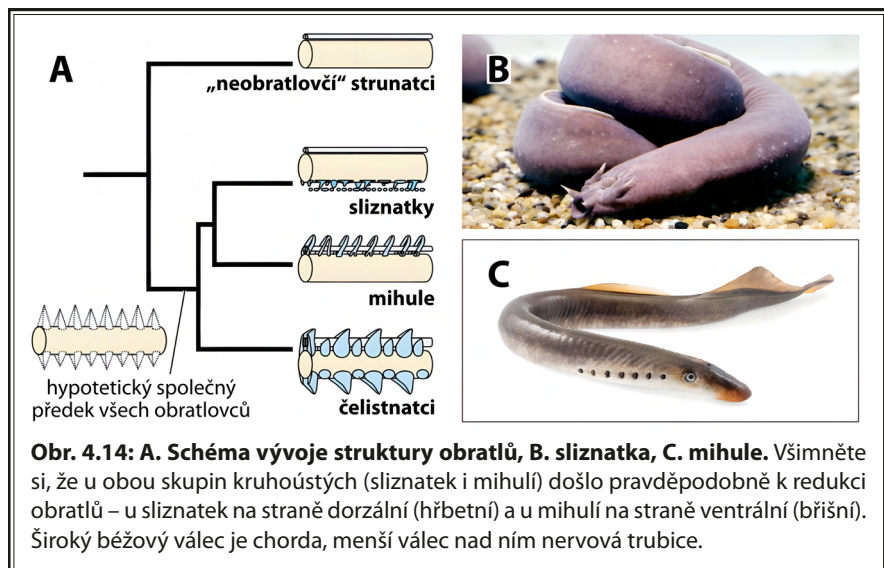 A
„neobratlovčí“ strunatci
sliznatky
mihule
čelistnatci
hypotetický společný
předek všech obratlovců
B
C
Obr. 4.14: A. Schéma vývoje struktury obratlů, B. sliznatka, C. mihule. Všimněte
si, že u obou skupin kruhoústých (sliznatek i mihulí) došlo pravděpodobně k redukci
obratlů – u sliznatek na straně dorzální (hřbetní) a u mihulí na straně ventrální (břišní).
Široký béžový válec je chorda, menší válec nad ním nervová trubice.